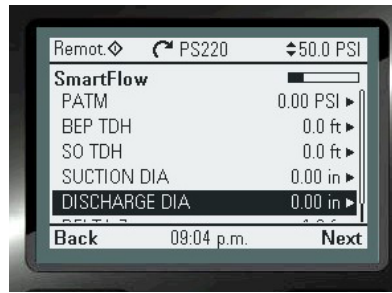 Remot. PS220 50.0 PSI
SmartFlow
PATM 0.00 PSI
BEP TDH 0.0 ft
SO TDH 0.0 ft
SUCTION DIA 0.00 in
DISCHARGE DIA 0.00 in
Back 09:04 p.m. Next